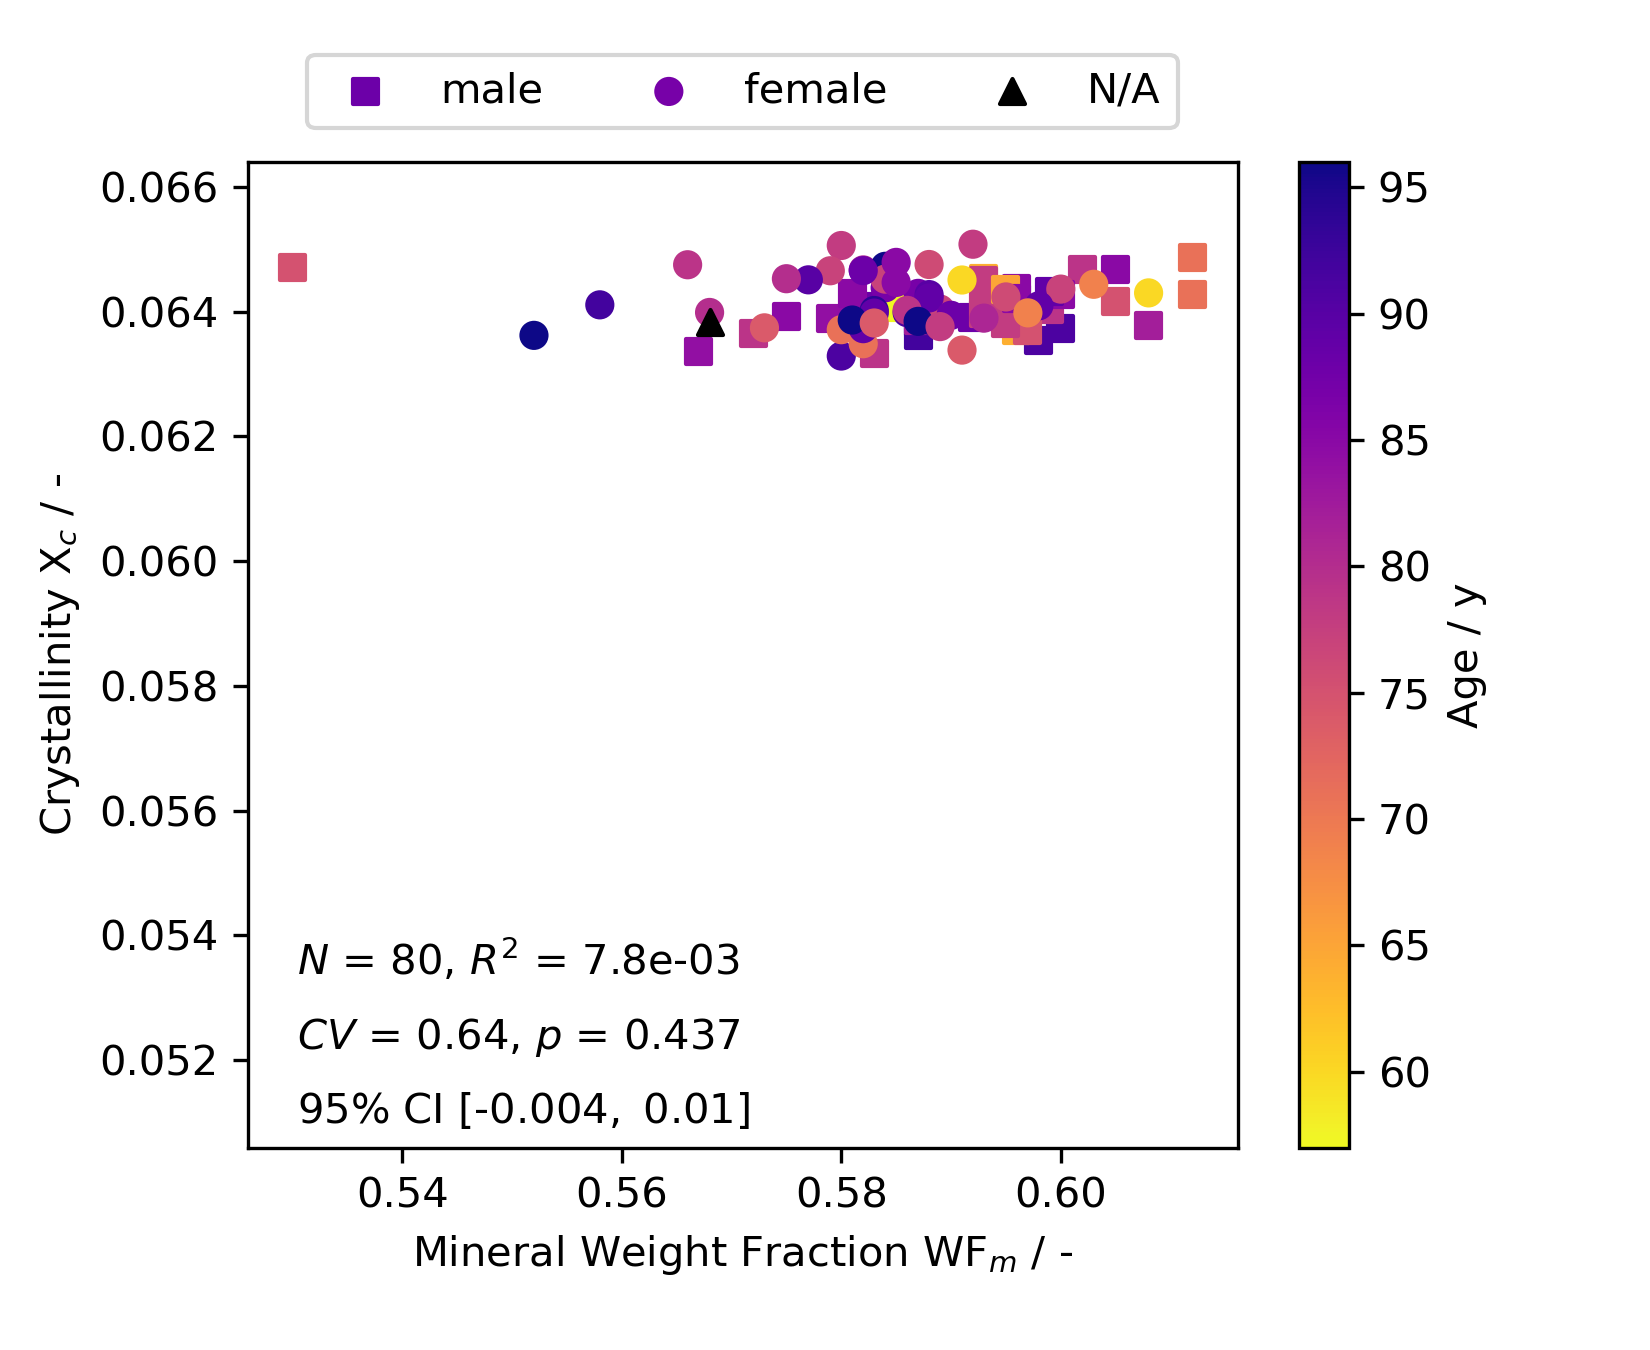 male female N/A
0.066
0.064
0.062
0.060
0.058
0.056
0.054
0.052
Crystallinity X_c / -
N = 80, R² = 7.8e-03
CV = 0.64, p = 0.437
95% CI [-0.004, 0.01]
0.54 0.56 0.58 0.60
Mineral Weight Fraction WF_m / -
95
90
85
80
75
70
65
60
Age / y